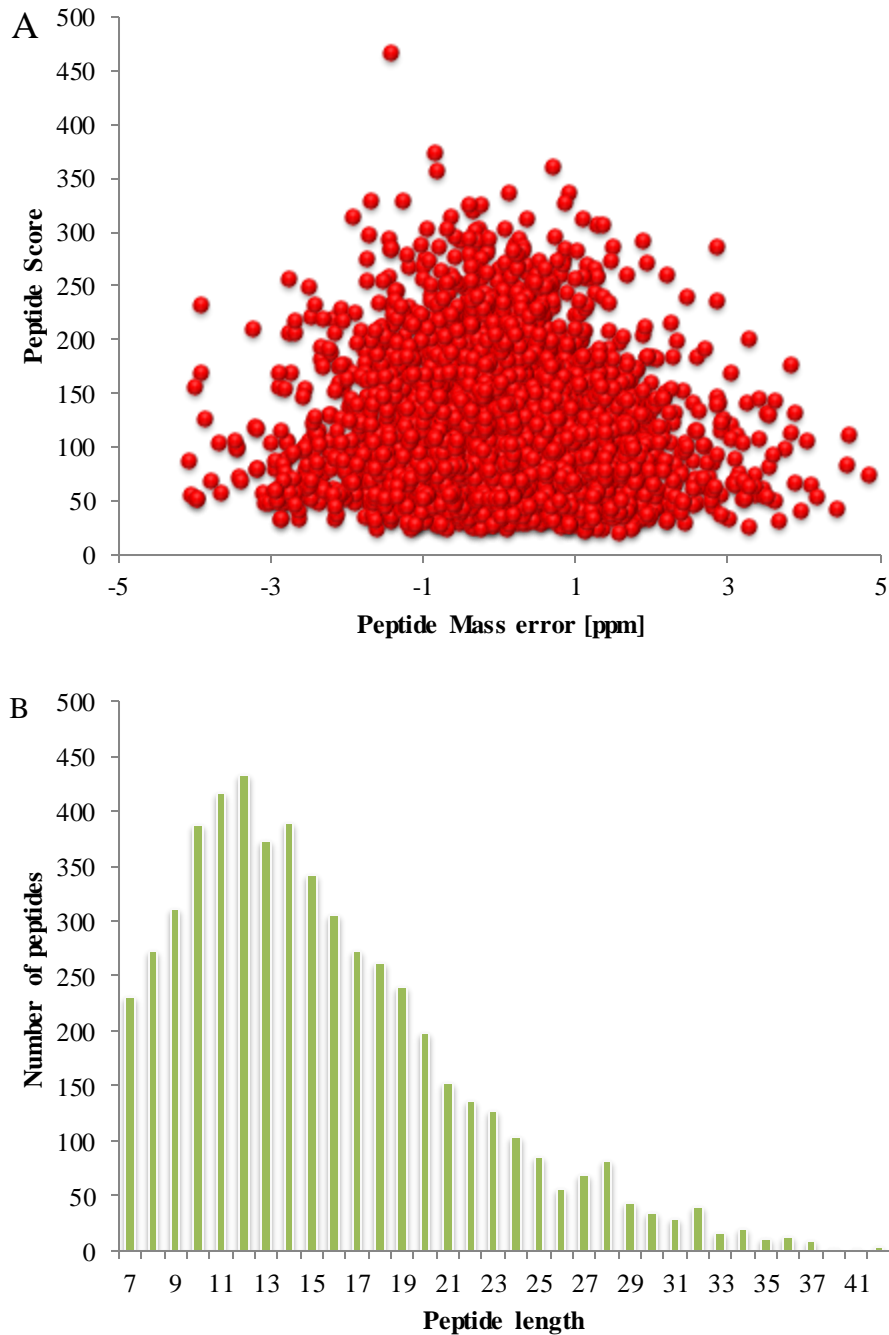 A
500
450
400
350
300
250
200
150
100
50
0
Peptide Score
-5 -3 -1 1 3 5
Peptide Mass error [ppm]
B
500
450
400
350
300
250
200
150
100
50
0
Number of peptides
7 9 11 13 15 17 19 21 23 25 27 29 31 33 35 37 41
Peptide length